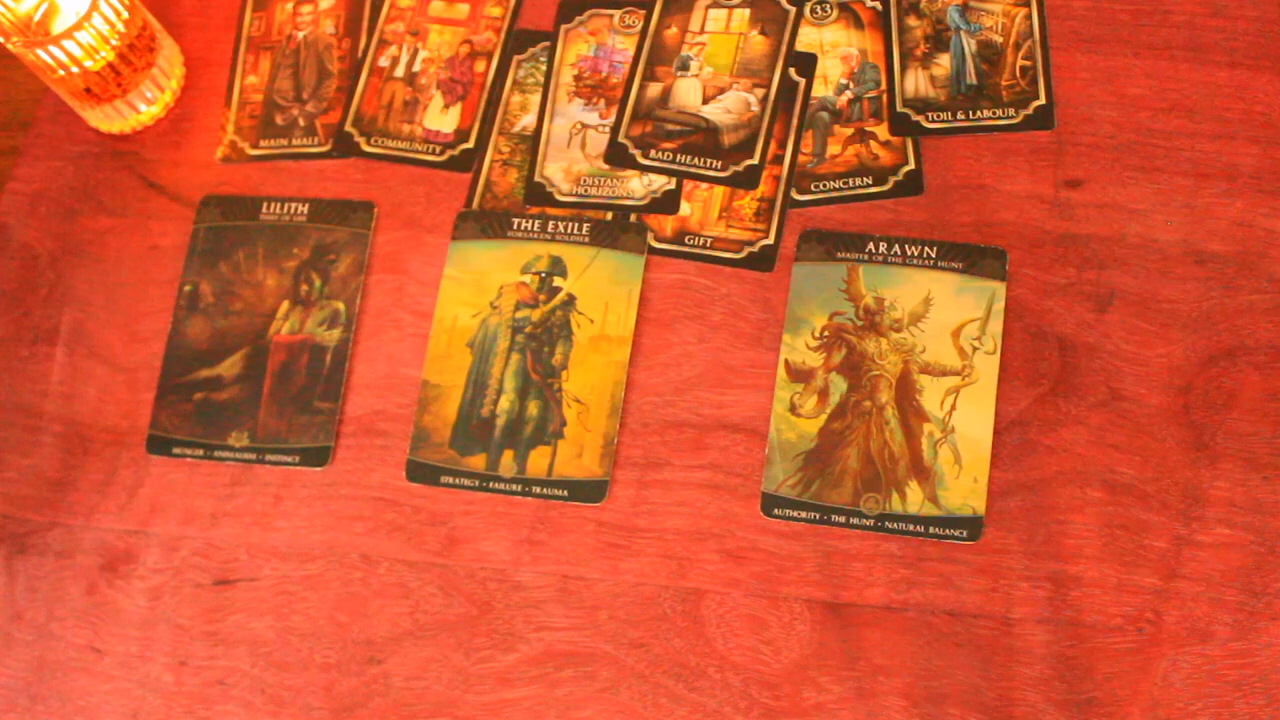 MAIN MALE
COMMUNITY
36
DISTANT
HORIZONS
BAD HEALTH
33
CONCERN
TOIL & LABOUR
GIFT
LILITH
HUNGER • ANIMALISM • INSTINCT
THE EXILE
FORSAKEN SOLDIER
STRATEGY • FAILURE • TRAUMA
ARAWN
MASTER OF THE GREAT HUNT
AUTHORITY • THE HUNT • NATURAL BALANCE